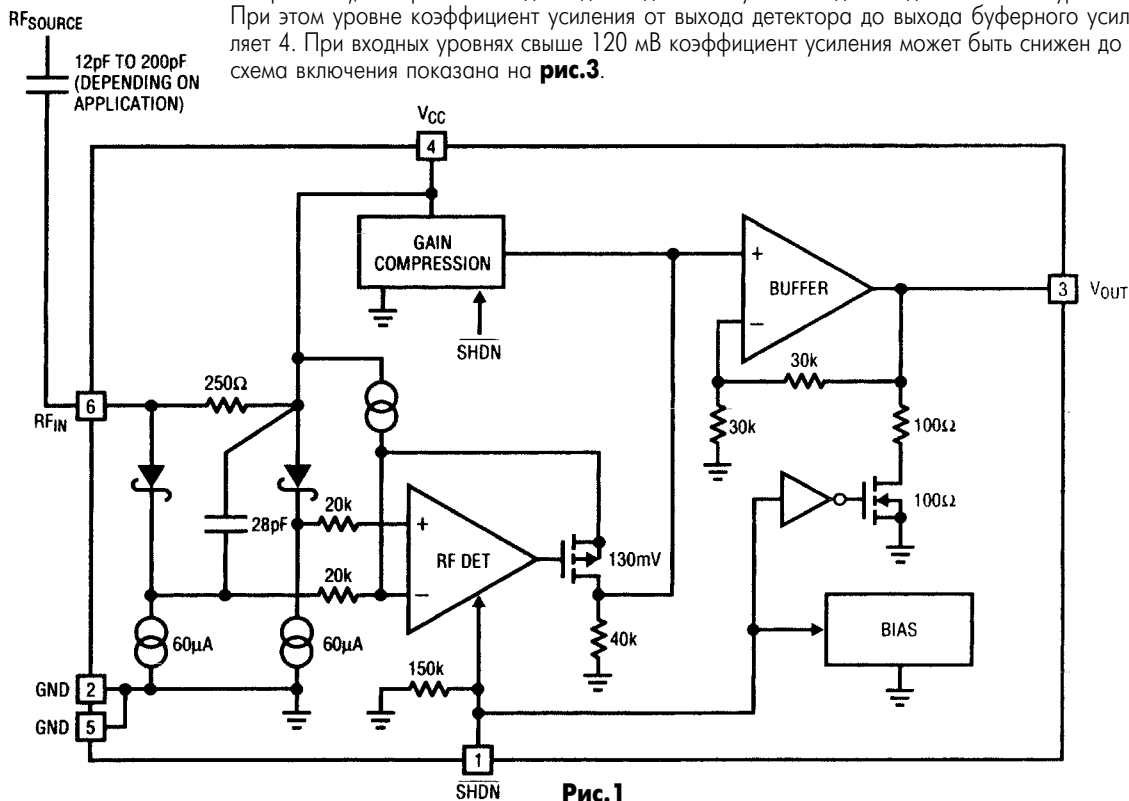 При этом уровне коэффициент усиления от выхода детектора до выхода буферного усил
ляет 4. При входных уровнях свыше 120 мВ коэффициент усиления может быть снижен до
схема включения показана на рис.3.
RFSOURCE
12pF TO 200pF
(DEPENDING ON
APPLICATION)
VCC
4
GAIN
COMPRESSION
SHDN
BUFFER
+
–
3
VOUT
30k
30k
100Ω
100Ω
6
RFIN
250Ω
28pF
20k
20k
+
–
RF DET
130mV
40k
60µA
60µA
150k
BIAS
GND
2
GND
5
1
SHDN
Рис.1